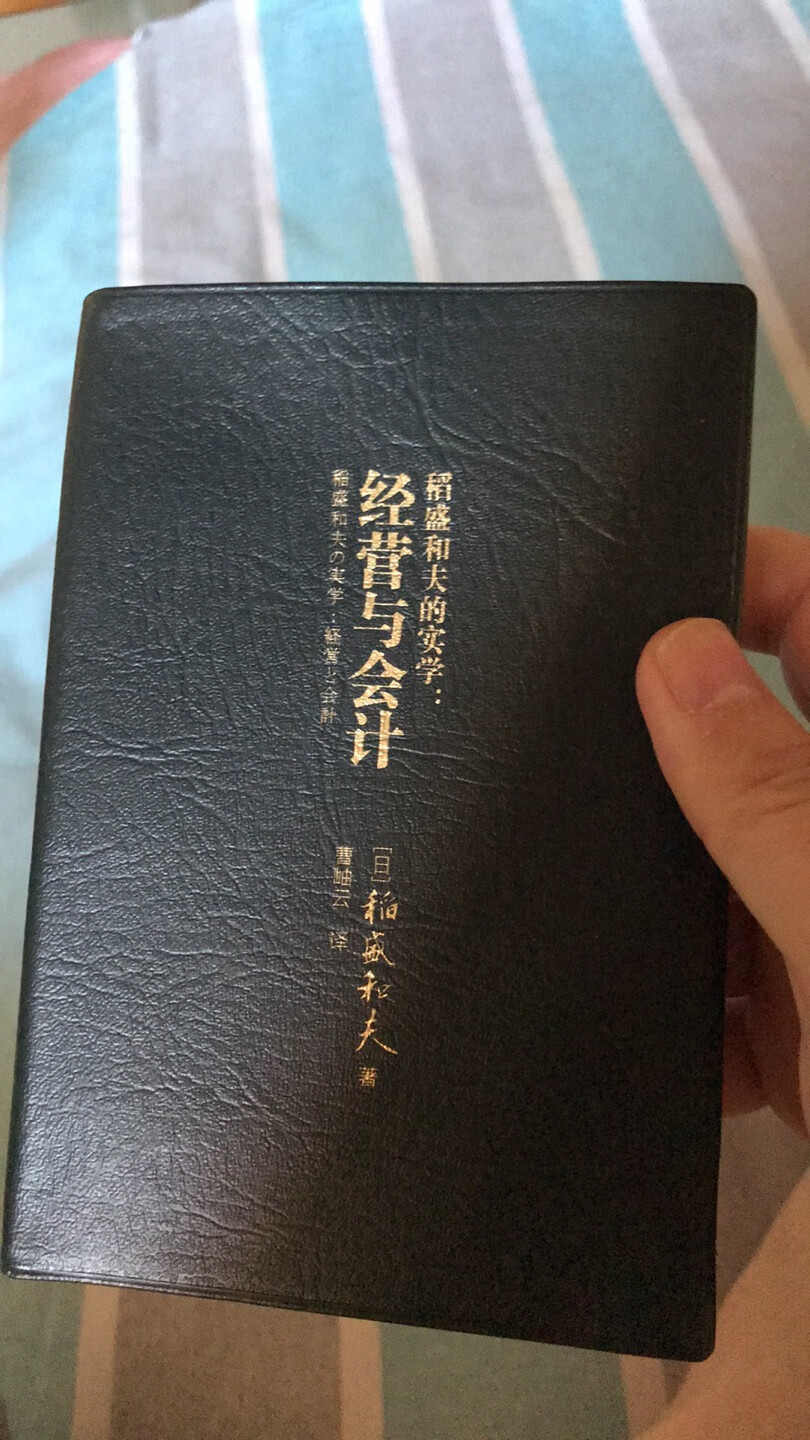 稻盛和夫的实学：
经营与会计
稲盛和夫の実学：経営と会計
［日］稻盛和夫 著
曹岫云 译